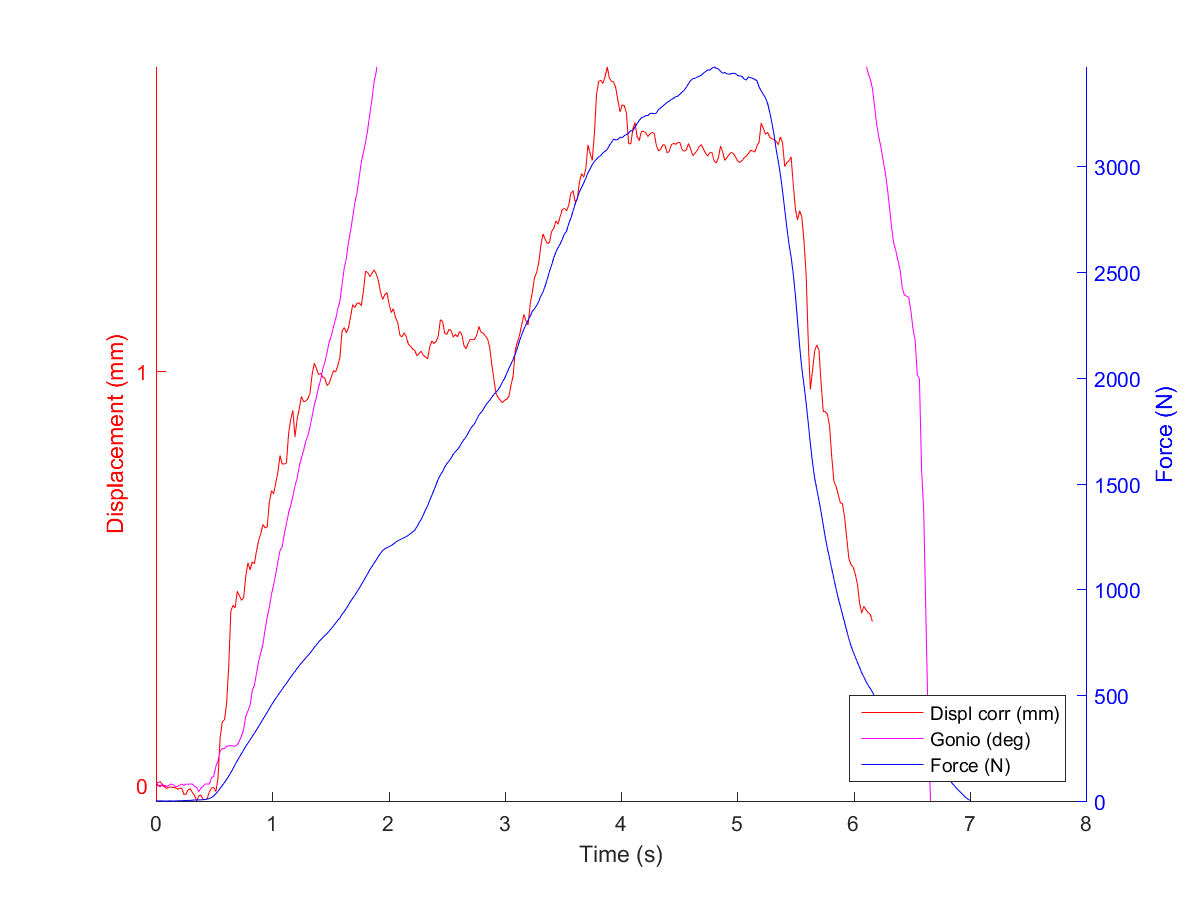 Displacement (mm)
1
0
3000
2500
2000
1500
1000
500
0
Force (N)
Displ corr (mm)
Gonio (deg)
Force (N)
0 1 2 3 4 5 6 7 8
Time (s)